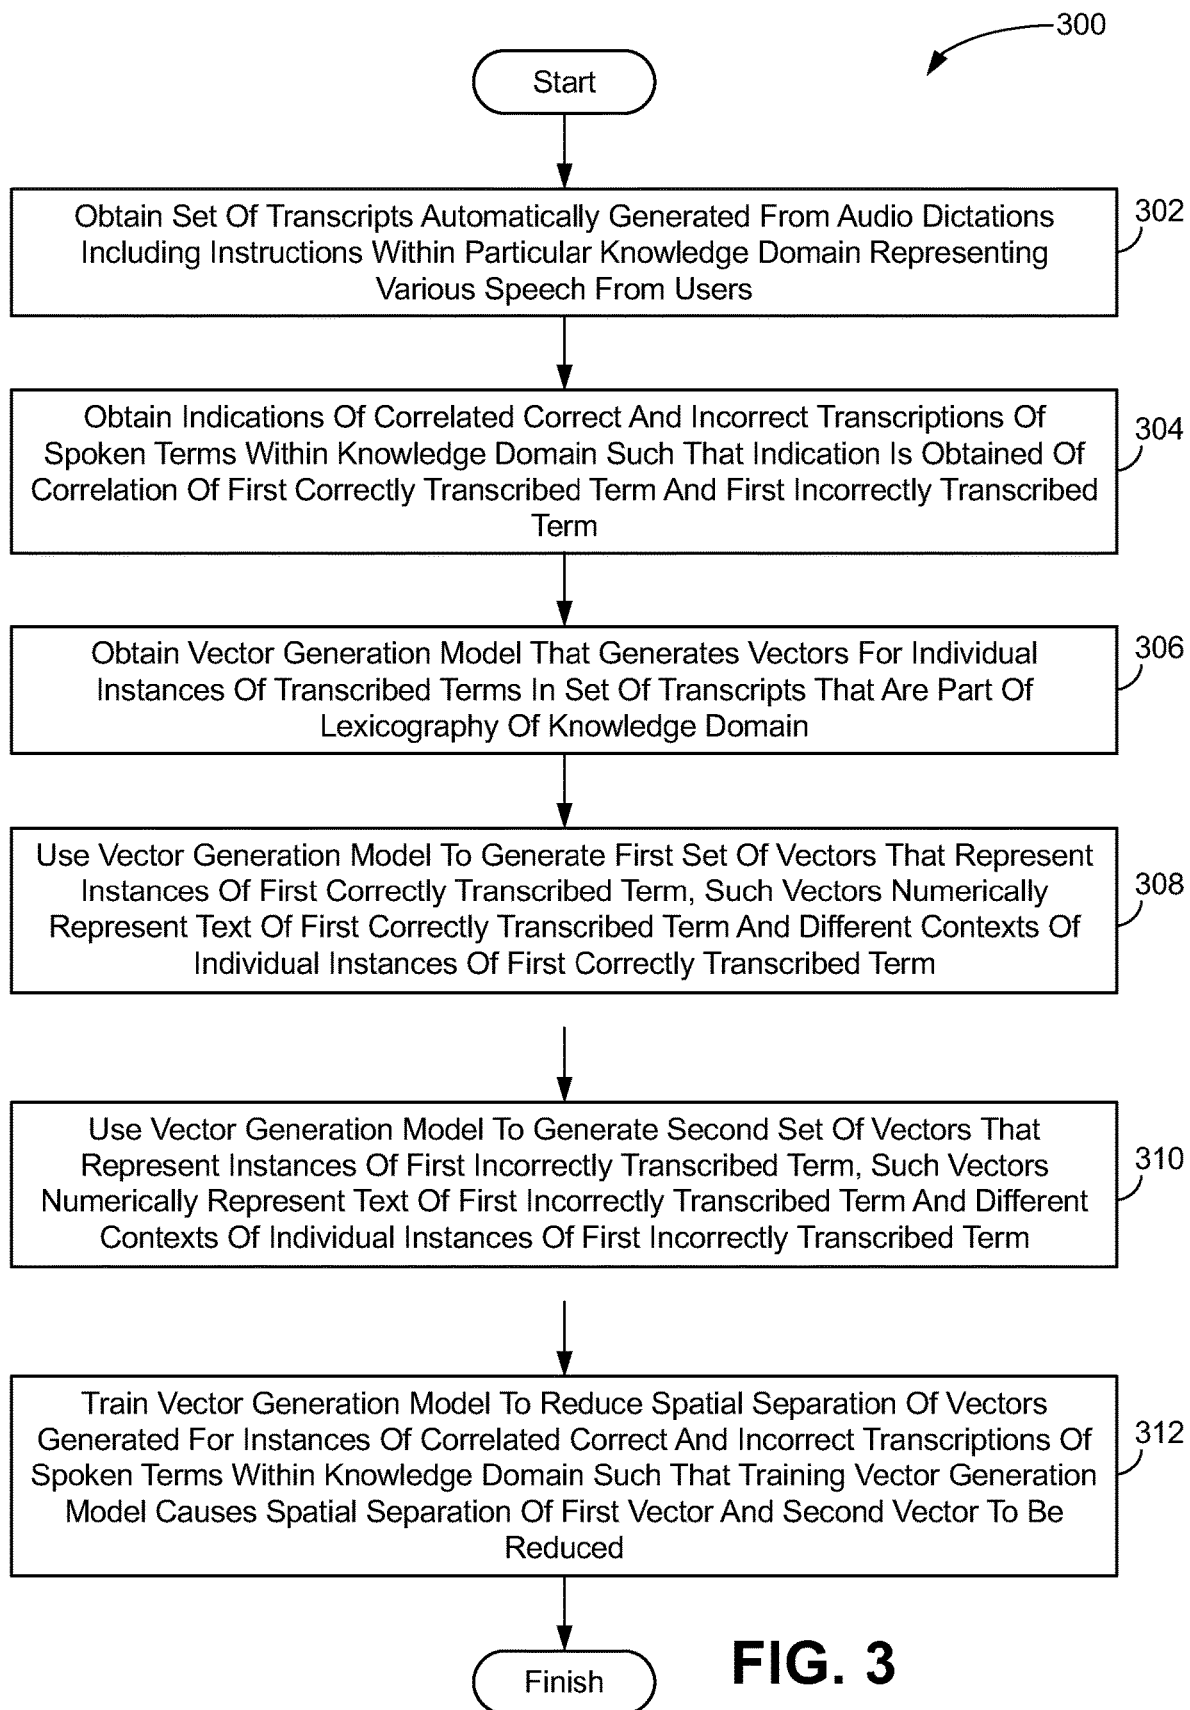 300
Start
Obtain Set Of Transcripts Automatically Generated From Audio Dictations
Including Instructions Within Particular Knowledge Domain Representing
Various Speech From Users
302
Obtain Indications Of Correlated Correct And Incorrect Transcriptions Of
Spoken Terms Within Knowledge Domain Such That Indication Is Obtained Of
Correlation Of First Correctly Transcribed Term And First Incorrectly Transcribed
Term
304
Obtain Vector Generation Model That Generates Vectors For Individual
Instances Of Transcribed Terms In Set Of Transcripts That Are Part Of
Lexicography Of Knowledge Domain
306
Use Vector Generation Model To Generate First Set Of Vectors That Represent
Instances Of First Correctly Transcribed Term, Such Vectors Numerically
Represent Text Of First Correctly Transcribed Term And Different Contexts Of
Individual Instances Of First Correctly Transcribed Term
308
Use Vector Generation Model To Generate Second Set Of Vectors That
Represent Instances Of First Incorrectly Transcribed Term, Such Vectors
Numerically Represent Text Of First Incorrectly Transcribed Term And Different
Contexts Of Individual Instances Of First Incorrectly Transcribed Term
310
Train Vector Generation Model To Reduce Spatial Separation Of Vectors
Generated For Instances Of Correlated Correct And Incorrect Transcriptions Of
Spoken Terms Within Knowledge Domain Such That Training Vector Generation
Model Causes Spatial Separation Of First Vector And Second Vector To Be
Reduced
312
Finish
FIG. 3